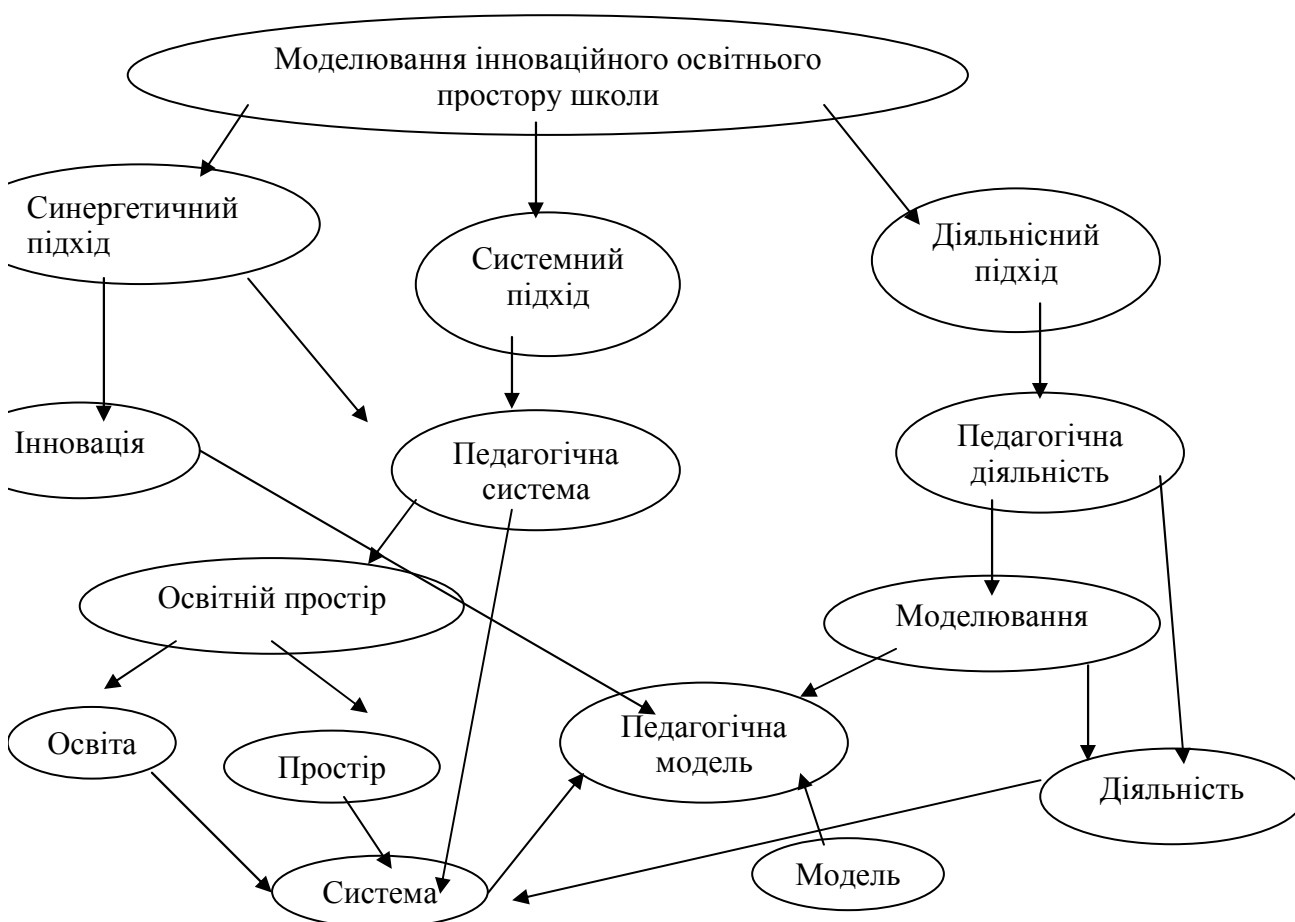 Моделювання інноваційного освітнього
простору школи
Синергетичний
підхід
Системний
підхід
Діяльнісний
підхід
Інновація
Педагогічна
система
Педагогічна
діяльність
Освітній простір
Моделювання
Освіта
Простір
Педагогічна
модель
Діяльність
Система
Модель